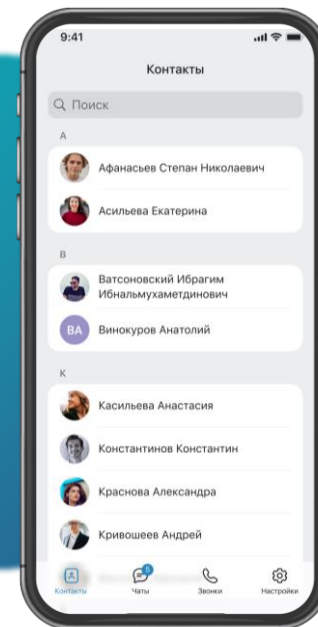 9:41
Контакты
Поиск
А
Афанасьев Степан Николаевич
Асильева Екатерина
В
Ватсоновский Ибрагим
Ибнальмухаметдинович
ВА
Винокуров Анатолий
К
Касильева Анастасия
Константинов Константин
Краснова Александра
Кривошеев Андрей
5
Контакты
Чаты
Звонки
Настройки